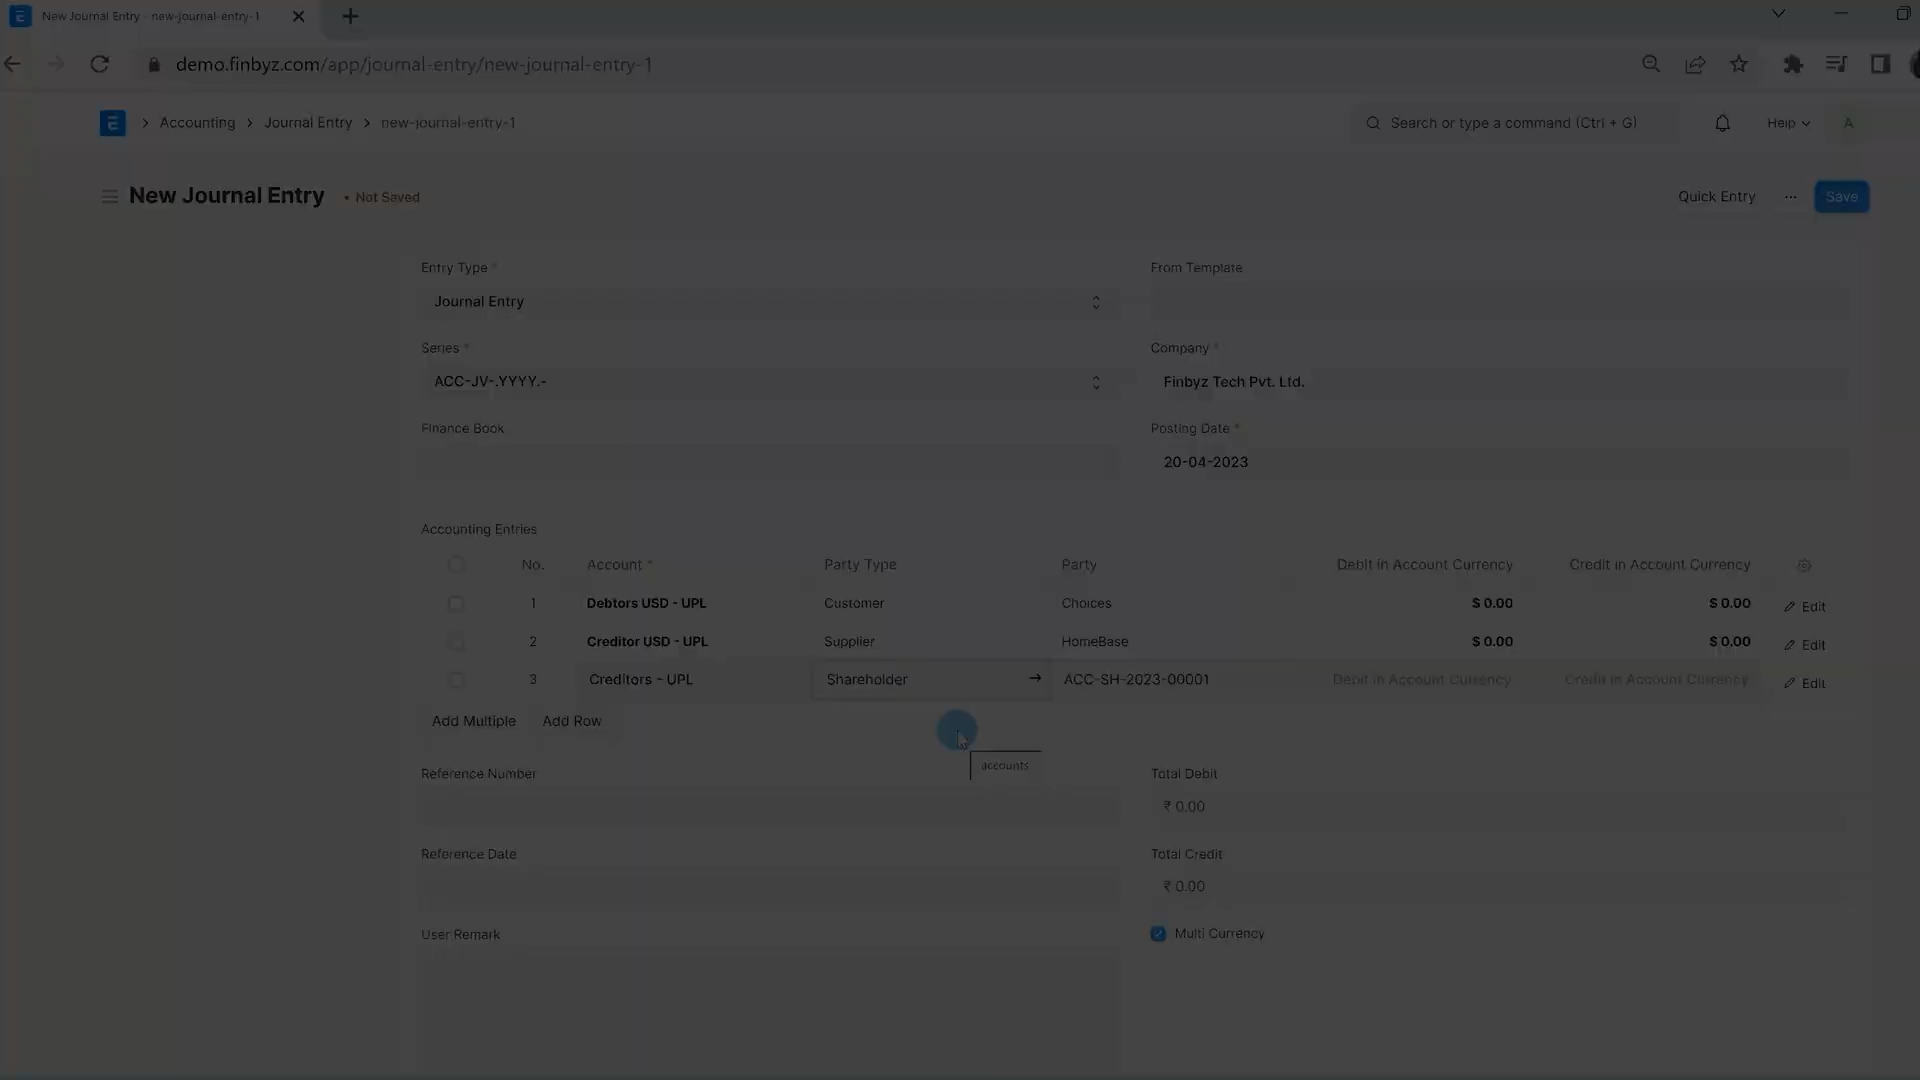 New Journal Entry - new-journal-entry-1
demo.finbyz.com/app/journal-entry/new-journal-entry-1
Accounting Journal Entry new-journal-entry-1
Search or type a command (Ctrl + G)
Help
A
New Journal Entry • Not Saved
Quick Entry ... Save
Entry Type *
From Template
Journal Entry
Series *
Company *
ACC-JV-.YYYY.-
Finbyz Tech Pvt. Ltd.
Finance Book
Posting Date *
20-04-2023
Accounting Entries
No. Account * Party Type Party Debit in Account Currency Credit in Account Currency
1 Debtors USD - UPL Customer Choices $ 0.00 $ 0.00 Edit
2 Creditor USD - UPL Supplier HomeBase $ 0.00 $ 0.00 Edit
3 Creditors - UPL Shareholder → ACC-SH-2023-00001 Debit in Account Currency Credit in Account Currency Edit
Add Multiple Add Row
accounts
Reference Number
Total Debit
₹ 0.00
Reference Date
Total Credit
₹ 0.00
User Remark
Multi Currency